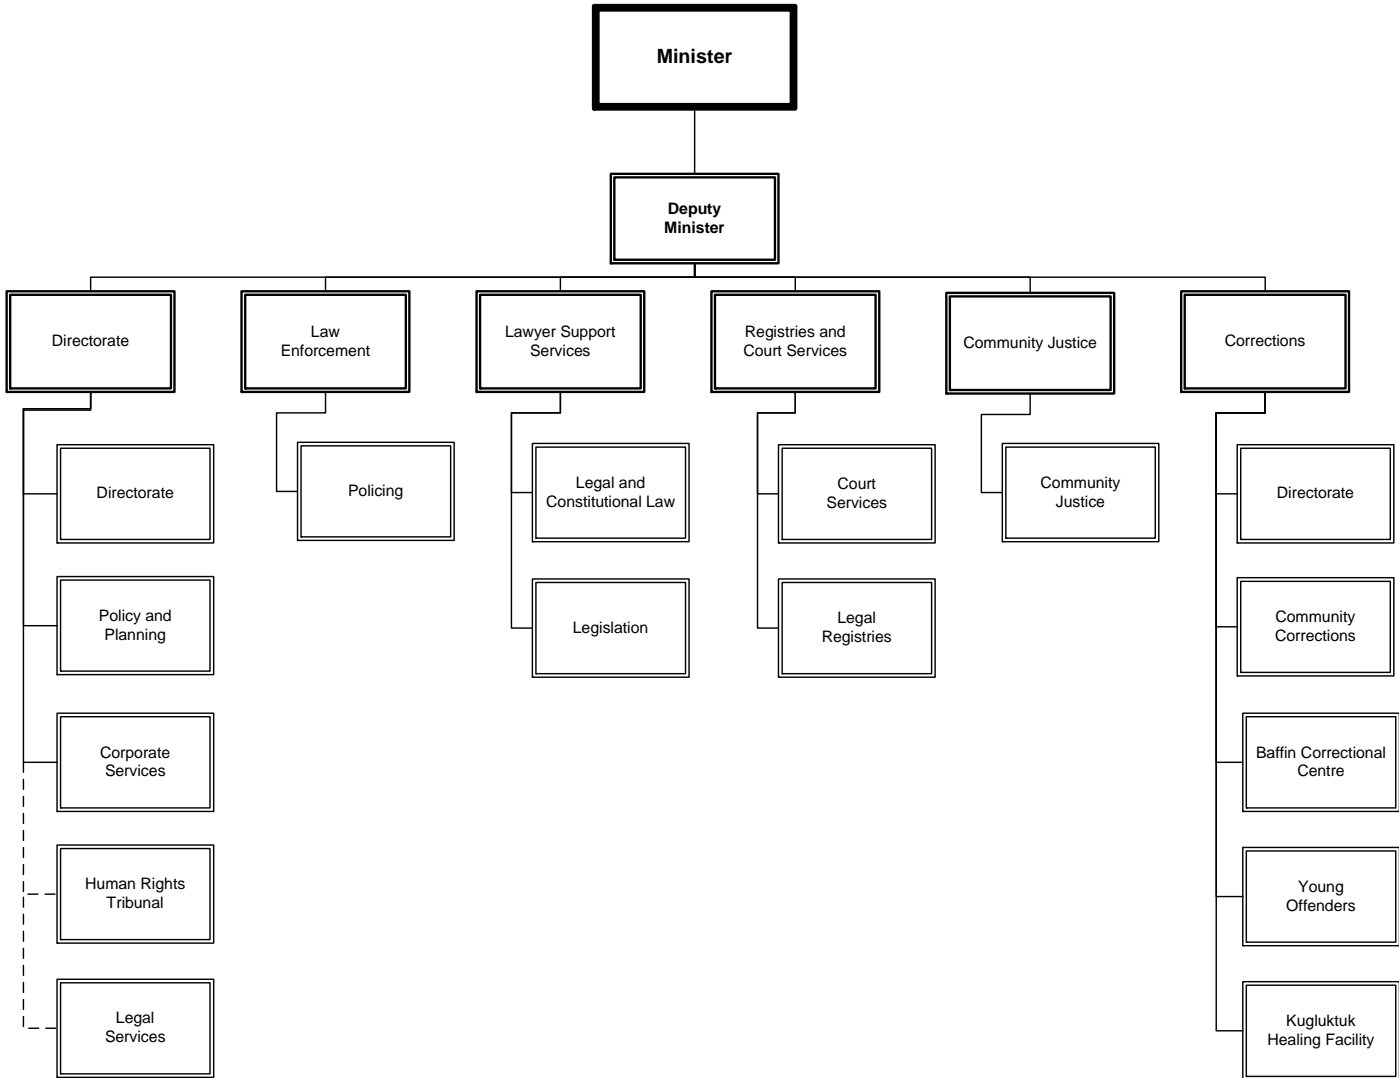 Minister
Deputy
Minister
Directorate
Law
Enforcement
Lawyer Support
Services
Registries and
Court Services
Community Justice
Corrections
Directorate
Policy and
Planning
Corporate
Services
Human Rights
Tribunal
Legal
Services
Policing
Legal and
Constitutional Law
Legislation
Court
Services
Legal
Registries
Community
Justice
Directorate
Community
Corrections
Baffin Correctional
Centre
Young
Offenders
Kugluktuk
Healing Facility